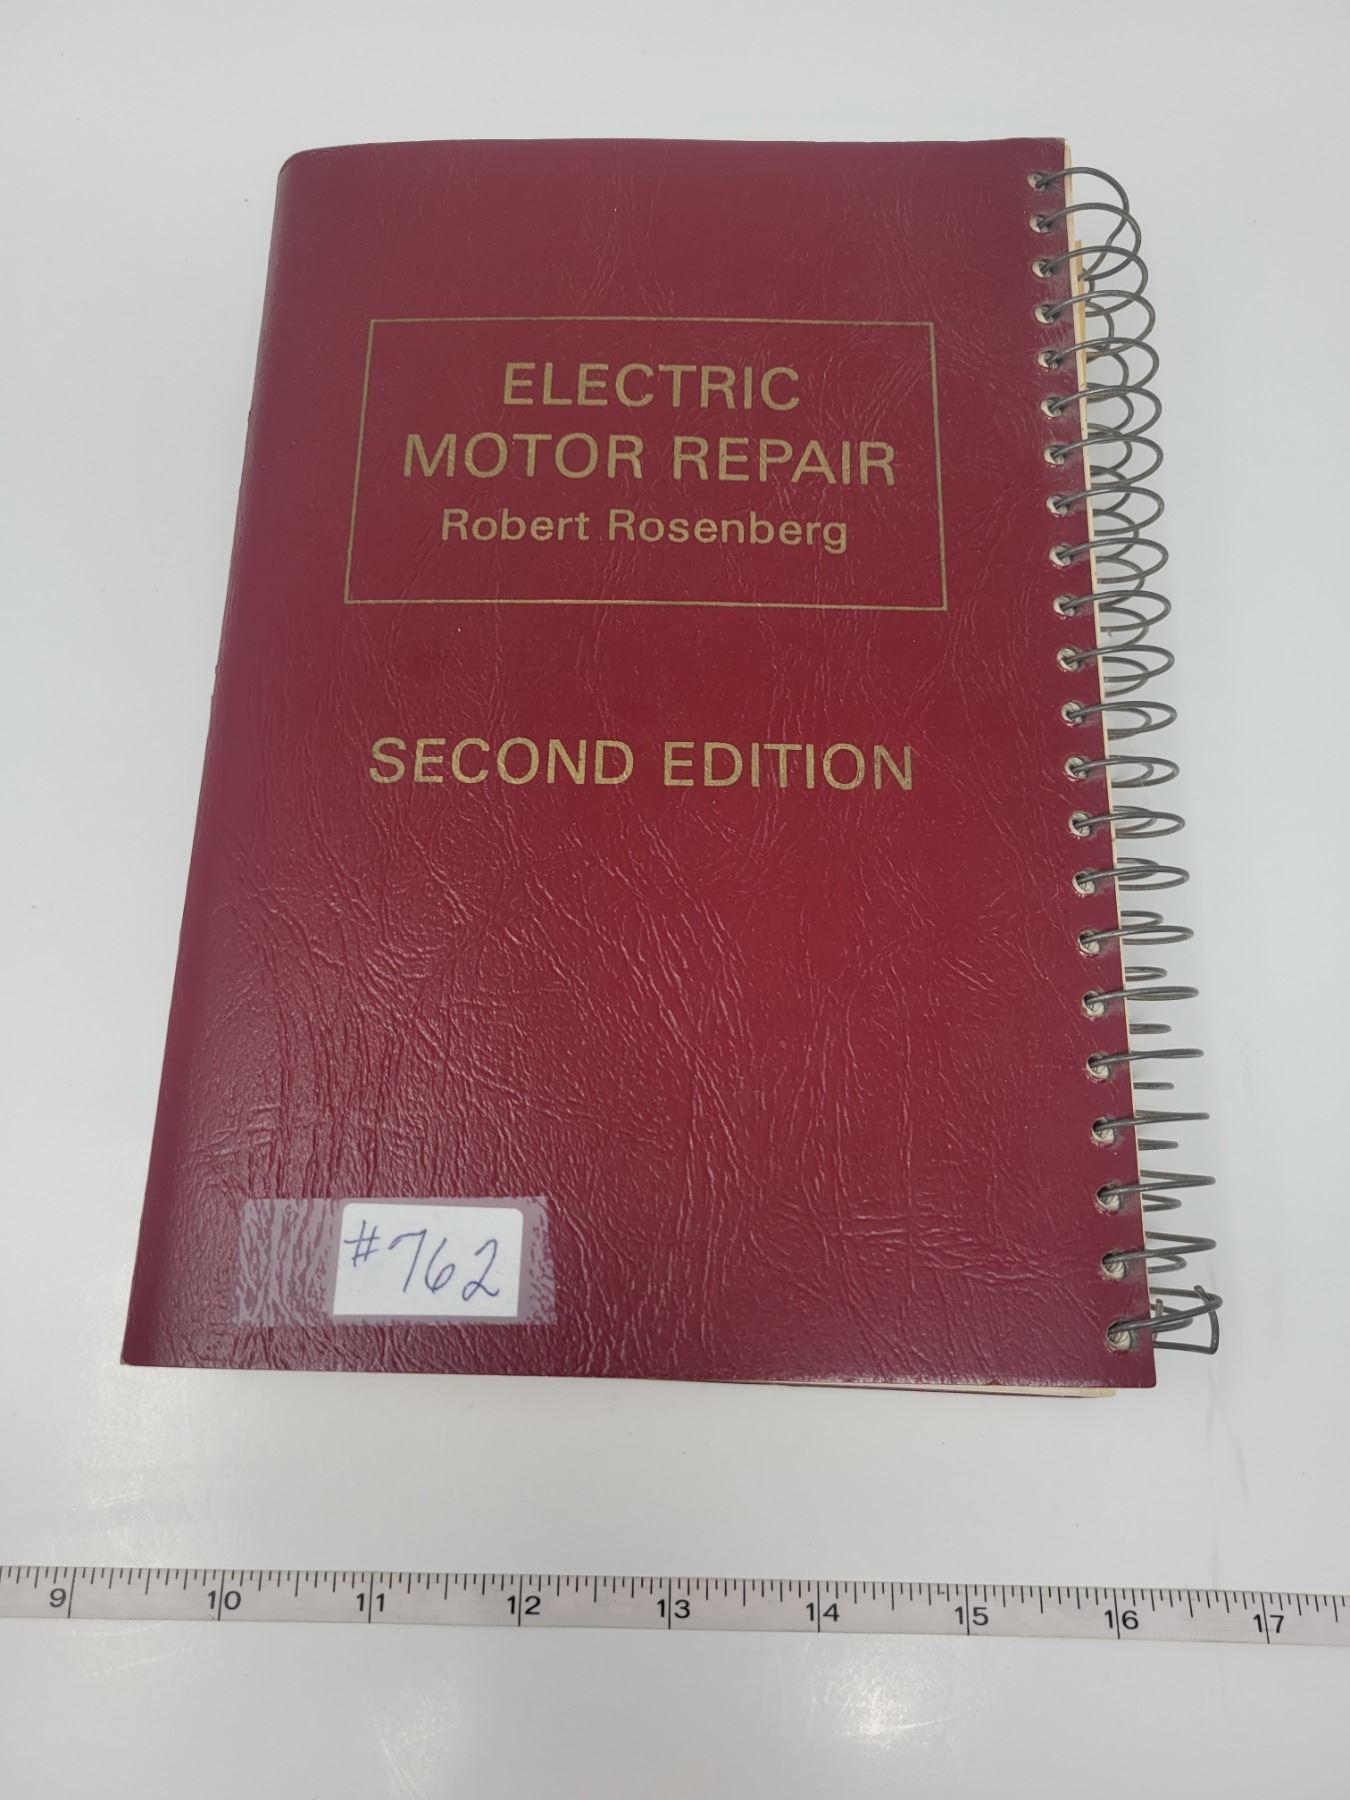 ELECTRIC
MOTOR REPAIR
Robert Rosenberg
SECOND EDITION
#762
9 10 11 12 13 14 15 16 17